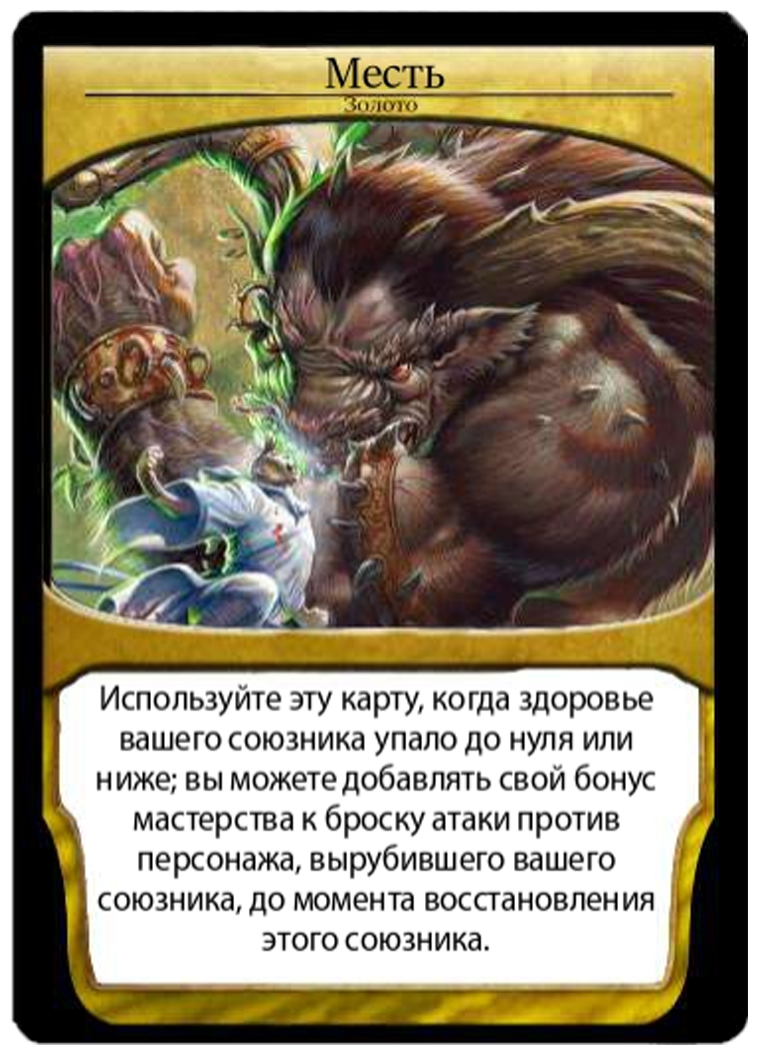 Месть
Золото
Используйте эту карту, когда здоровье
вашего союзника упало до нуля или
ниже; вы можете добавлять свой бонус
мастерства к броску атаки против
персонажа, вырубившего вашего
союзника, до момента восстановления
этого союзника.